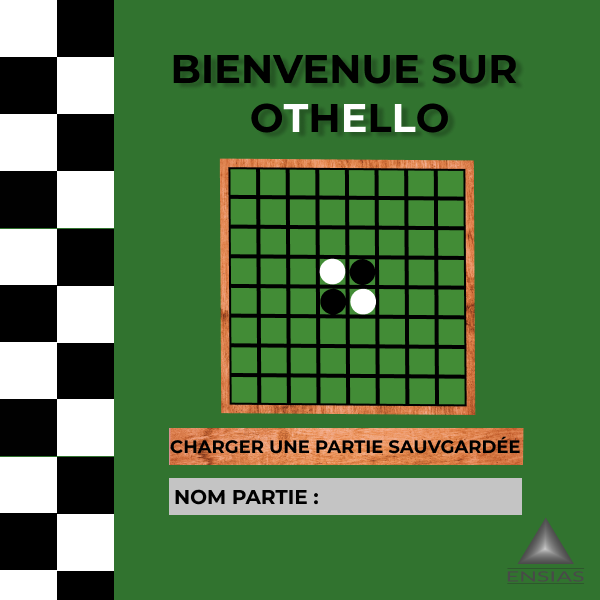 BIENVENUE SUR
OTHELLO
CHARGER UNE PARTIE SAUVGARDÉE
NOM PARTIE :
ENSIAS